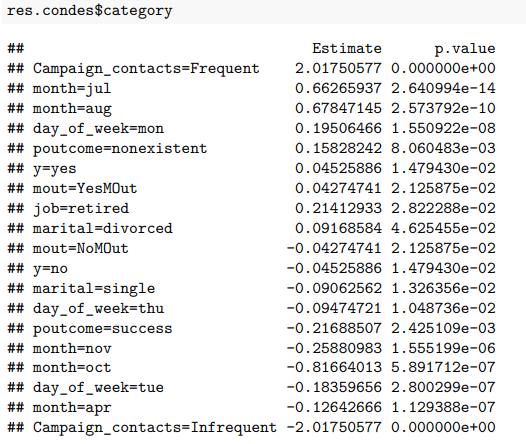 res.condes$category
## Estimate p.value
## Campaign_contacts=Frequent 2.01750577 0.000000e+00
## month=jul 0.66265937 2.640994e-14
## month=aug 0.67847145 2.573792e-10
## day_of_week=mon 0.19506466 1.550922e-08
## poutcome=nonexistent 0.15828242 8.060483e-03
## y=yes 0.04525886 1.479430e-02
## mout=YesMOut 0.04274741 2.125875e-02
## job=retired 0.21412933 2.822288e-02
## marital=divorced 0.09168584 4.625455e-02
## mout=NoMOut -0.04274741 2.125875e-02
## y=no -0.04525886 1.479430e-02
## marital=single -0.09062562 1.326356e-02
## day_of_week=thu -0.09474721 1.048736e-02
## poutcome=success -0.21688507 2.425109e-03
## month=nov -0.25880983 1.555199e-06
## month=oct -0.81664013 5.891712e-07
## day_of_week=tue -0.18359656 2.800299e-07
## month=apr -0.12642666 1.129388e-07
## Campaign_contacts=Infrequent -2.01750577 0.000000e+00